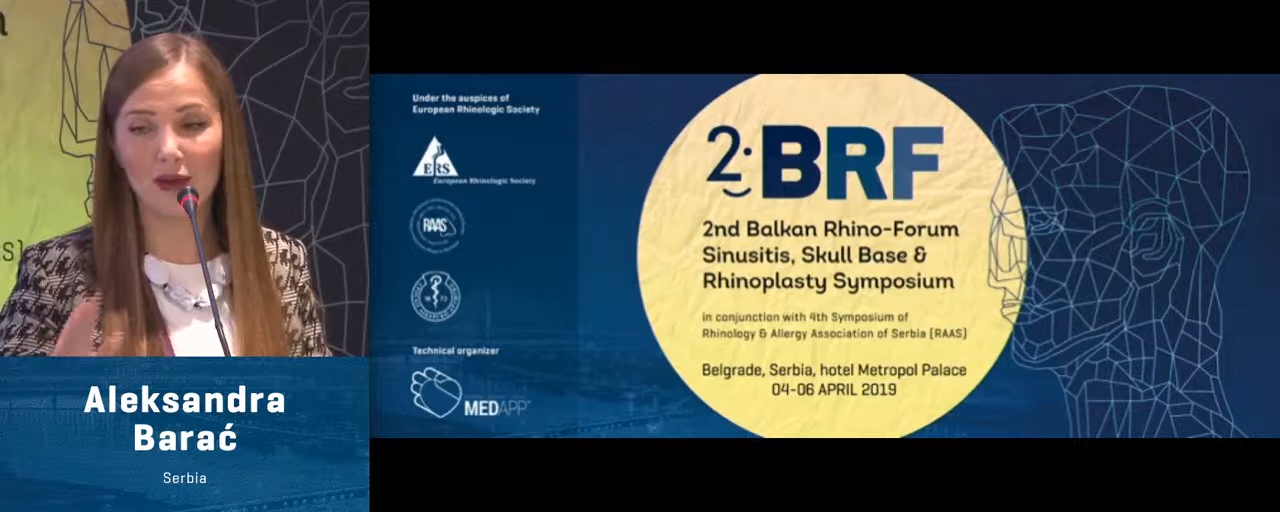 Aleksandra
Barać
Serbia
Under the auspices of
European Rhinologic Society
ERS
European Rhinologic Society
RAAS
Technical organizer
MEDAPP
2. BRF
2nd Balkan Rhino-Forum
Sinusitis, Skull Base &
Rhinoplasty Symposium
in conjunction with 4th Symposium of
Rhinology & Allergy Association of Serbia (RAAS)
Belgrade, Serbia, hotel Metropol Palace
04-06 APRIL 2019